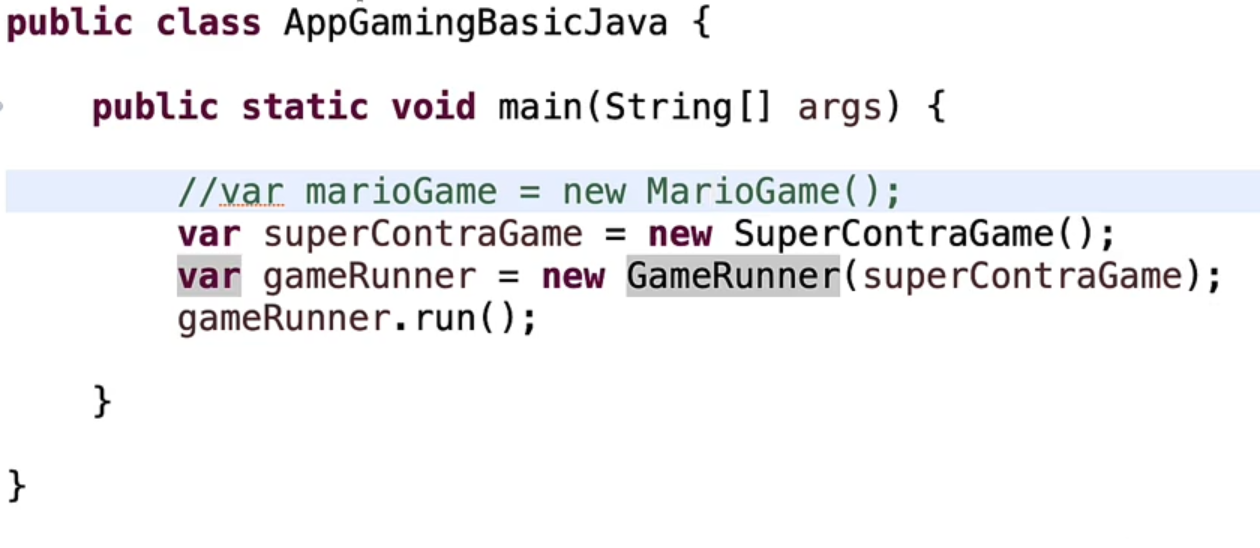 public class AppGamingBasicJava {
public static void main(String[] args) {
//var marioGame = new MarioGame();
var superContraGame = new SuperContraGame();
var gameRunner = new GameRunner(superContraGame);
gameRunner.run();
}
}